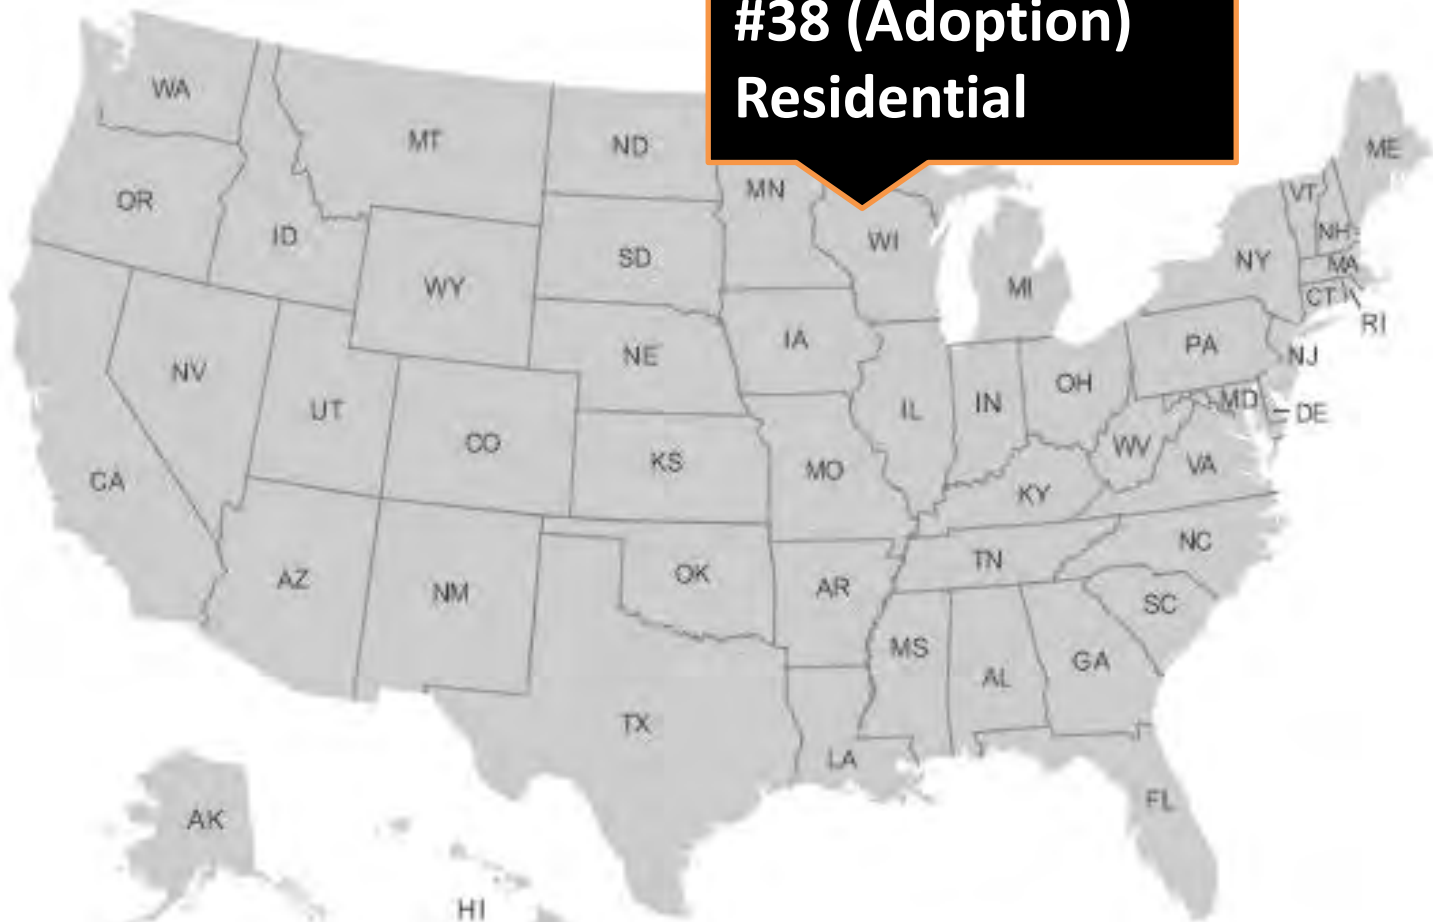 #38 (Adoption)
Residential
WA
MT
ND
MN
ME
OR
ID
SD
WI
VT
NH
WY
MI
NY
MA
CT
RI
NV
NE
IA
PA
NJ
UT
CO
KS
MO
IL
IN
OH
MD
DE
CA
WV
VA
KY
AZ
NM
OK
AR
TN
NC
SC
MS
AL
GA
TX
LA
FL
AK
HI